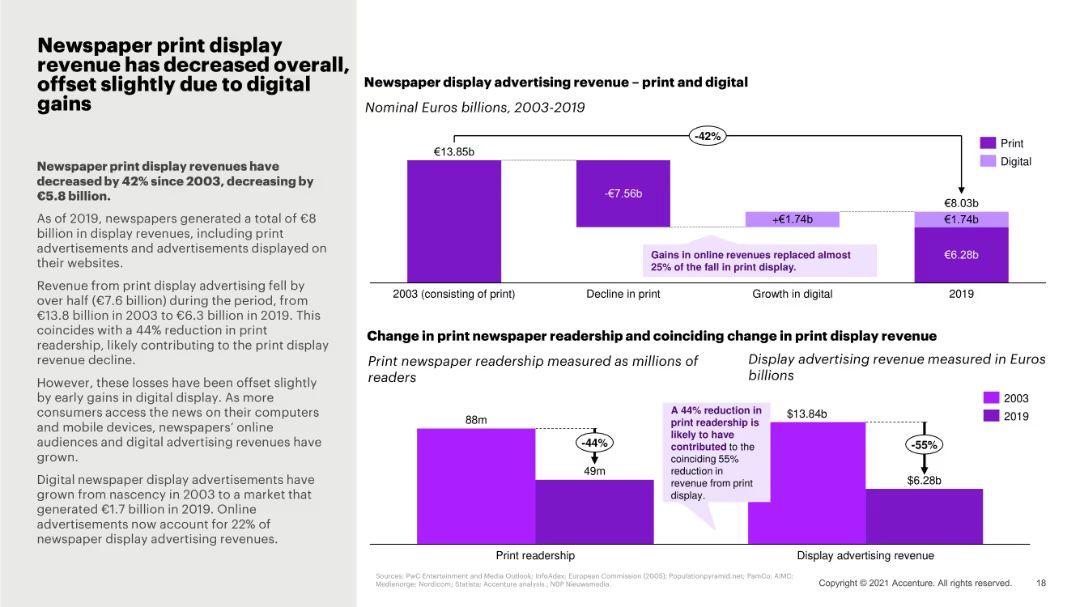 Newspaper print display
revenue has decreased overall,
offset slightly due to digital
gains
Newspaper print display revenues have
decreased by 42% since 2003, decreasing by
€5.8 billion.
As of 2019, newspapers generated a total of €8
billion in display revenues, including print
advertisements and advertisements displayed on
their websites.
Revenue from print display advertising fell by
over half (€7.6 billion) during the period, from
€13.8 billion in 2003 to €6.3 billion in 2019. This
coincides with a 44% reduction in print
readership, likely contributing to the print display
revenue decline.
However, these losses have been offset slightly
by early gains in digital display. As more
consumers access the news on their computers
and mobile devices, newspapers' online
audiences and digital advertising revenues have
grown.
Digital newspaper display advertisements have
grown from nascency in 2003 to a market that
generated €1.7 billion in 2019. Online
advertisements now account for 22% of
newspaper display advertising revenues.
Newspaper display advertising revenue – print and digital
Nominal Euros billions, 2003-2019
-42%
€13.85b
Print
Digital
-€7.56b
€8.03b
+€1.74b
€1.74b
€6.28b
Gains in online revenues replaced almost
25% of the fall in print display.
2003 (consisting of print)
Decline in print
Growth in digital
2019
Change in print newspaper readership and coinciding change in print display revenue
Print newspaper readership measured as millions of
readers
Display advertising revenue measured in Euros
billions
2003
2019
88m
-44%
49m
A 44% reduction in
print readership is
likely to have
contributed to the
coinciding 55%
reduction in
revenue from print
display.
$13.84b
-55%
$6.28b
Print readership
Display advertising revenue
Sources: PwC Entertainment and Media Outlook; InfoAdex; European Commission (2005); Populationpyramid.net; PamCo; AIMC;
Medienorge; Nordicom; Statista; Accenture analysis.; NDP Nieuwsmedia.
Copyright © 2021 Accenture. All rights reserved.
18